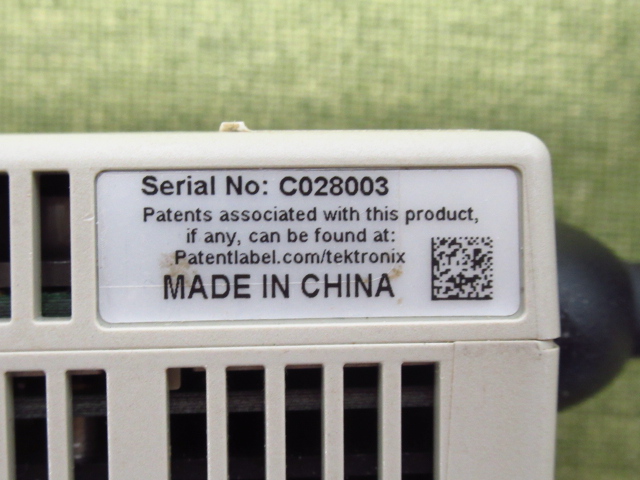 Serial No: C028003
Patents associated with this product,
if any, can be found at:
Patentlabel.com/tektronix
MADE IN CHINA